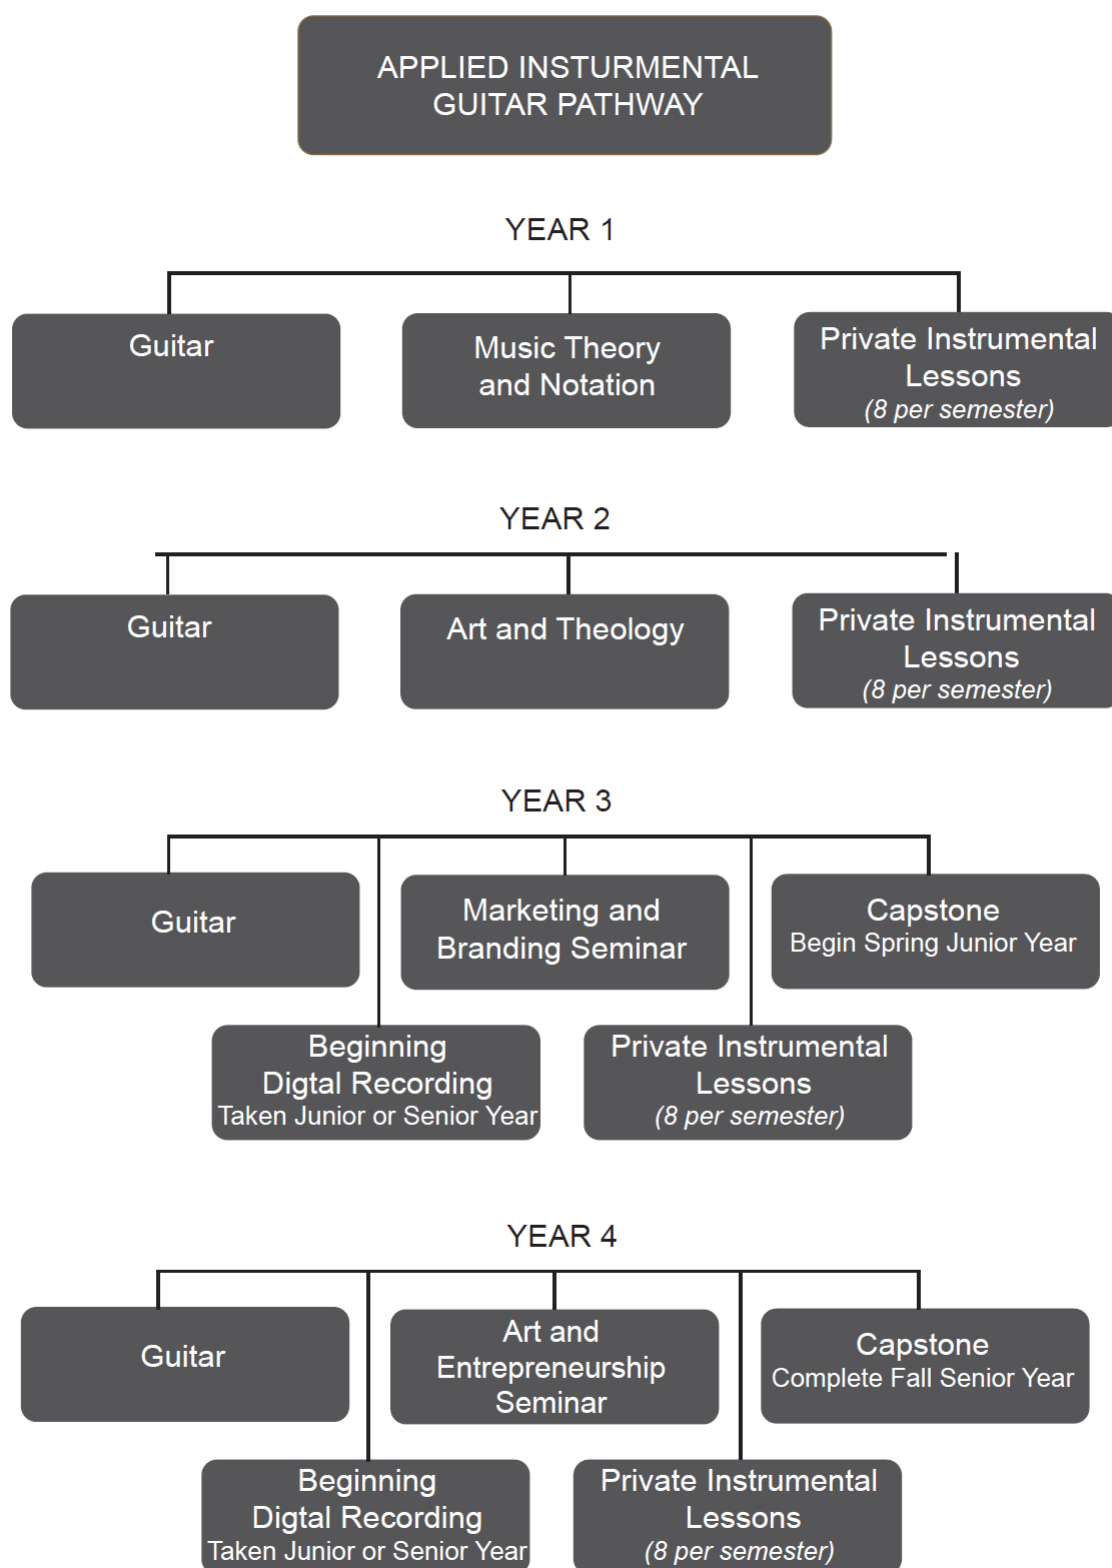 APPLIED INSTURMENTAL
GUITAR PATHWAY
YEAR 1
Guitar
Music Theory
and Notation
Private Instrumental
Lessons
(8 per semester)
YEAR 2
Guitar
Art and Theology
Private Instrumental
Lessons
(8 per semester)
YEAR 3
Guitar
Marketing and
Branding Seminar
Capstone
Begin Spring Junior Year
Beginning
Digtal Recording
Taken Junior or Senior Year
Private Instrumental
Lessons
(8 per semester)
YEAR 4
Guitar
Art and
Entrepreneurship
Seminar
Capstone
Complete Fall Senior Year
Beginning
Digtal Recording
Taken Junior or Senior Year
Private Instrumental
Lessons
(8 per semester)